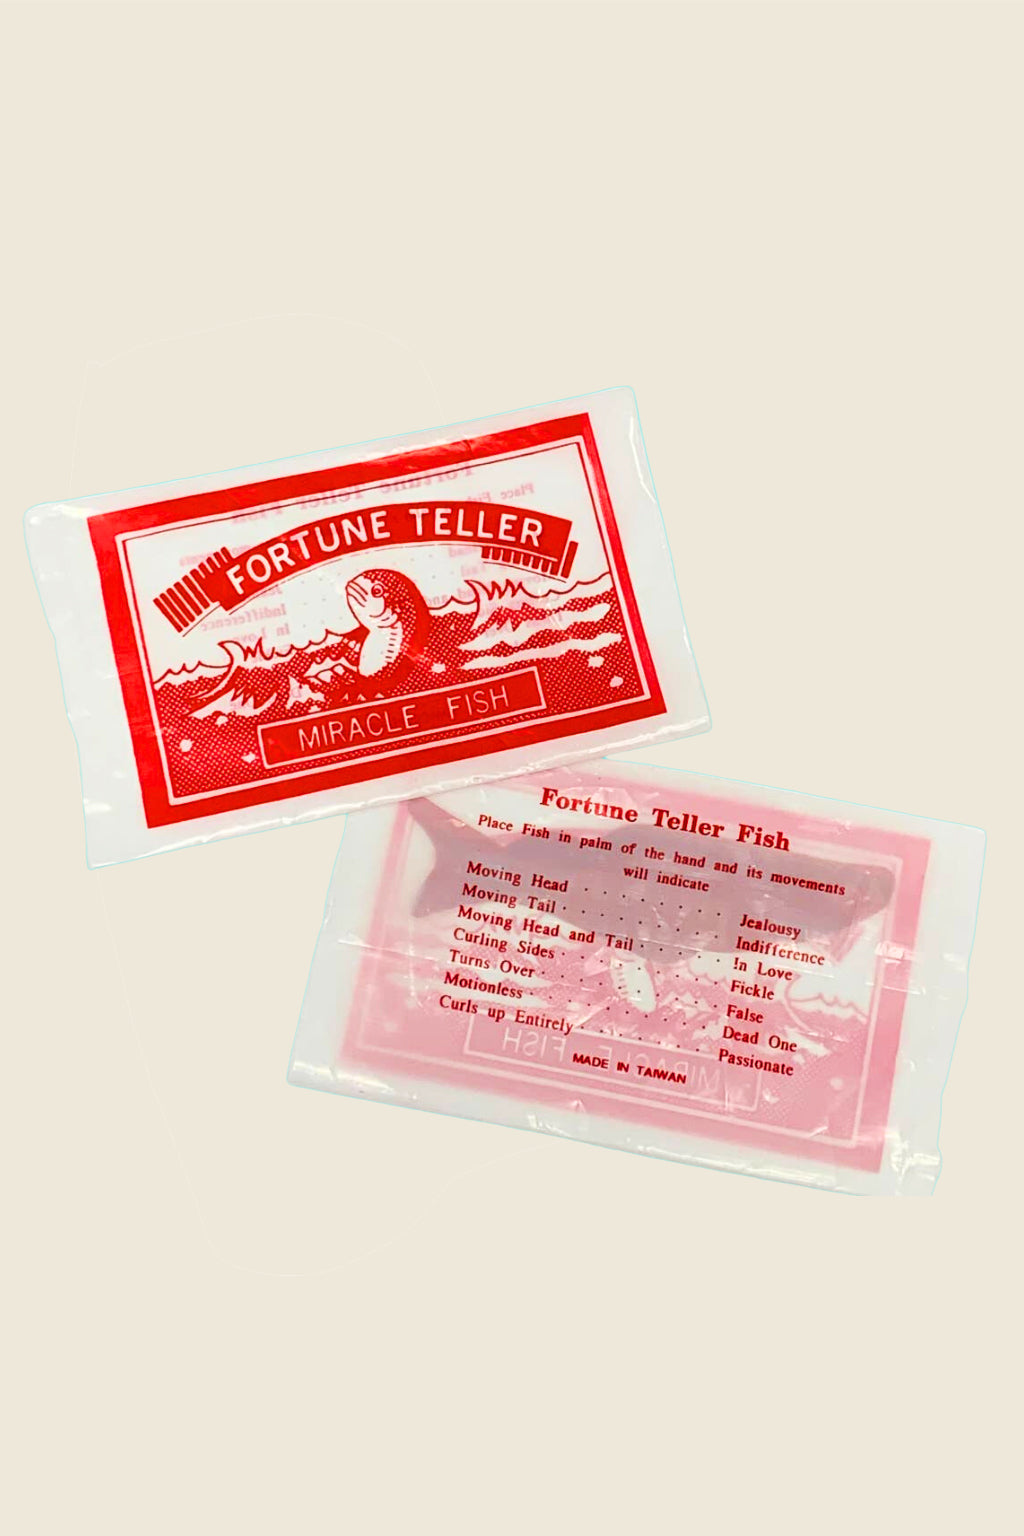 FORTUNE TELLER
MIRACLE FISH
Fortune Teller Fish
Place Fish in palm of the hand and its movements
will indicate
Moving Head . . . . . . . . Jealousy
Moving Tail . . . . . . . . Indifference
Moving Head and Tail . . . . . In Love
Curling Sides . . . . . . . . Fickle
Turns Over . . . . . . . . False
Motionless . . . . . . . . Dead One
Curls up Entirely . . . . . . . Passionate
MADE IN TAIWAN